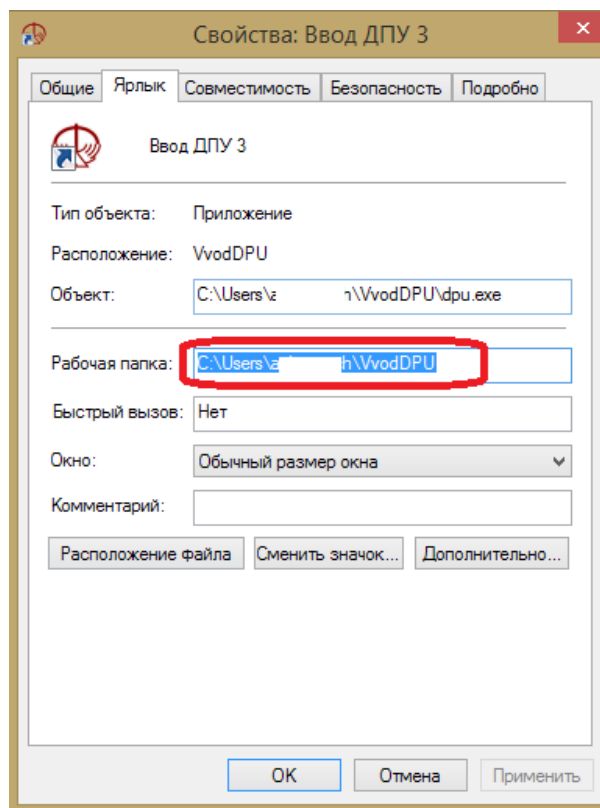 Свойства: Ввод ДПУ 3
Общие Ярлык Совместимость Безопасность Подробно
Ввод ДПУ 3
Тип объекта: Приложение
Расположение: VvodDPU
Объект: C:\Users\a \VvodDPU\dpu.exe
Рабочая папка: C:\Users\a h\VvodDPU
Быстрый вызов: Нет
Окно: Обычный размер окна
Комментарий:
Расположение файла Сменить значок... Дополнительно...
OK Отмена Применить